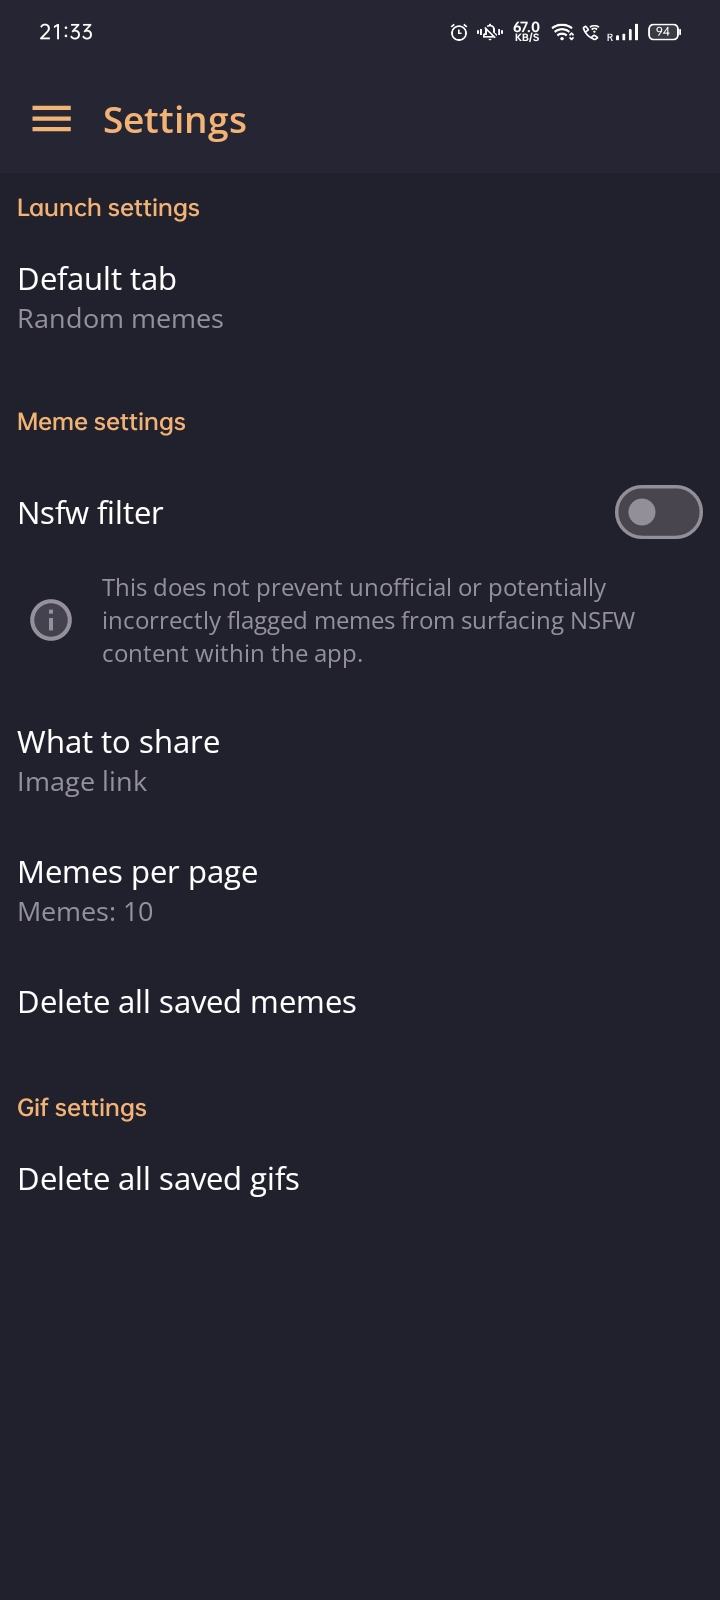 21:33
67.0
KB/S
R
94
Settings
Launch settings
Default tab
Random memes
Meme settings
Nsfw filter
This does not prevent unofficial or potentially
incorrectly flagged memes from surfacing NSFW
content within the app.
What to share
Image link
Memes per page
Memes: 10
Delete all saved memes
Gif settings
Delete all saved gifs